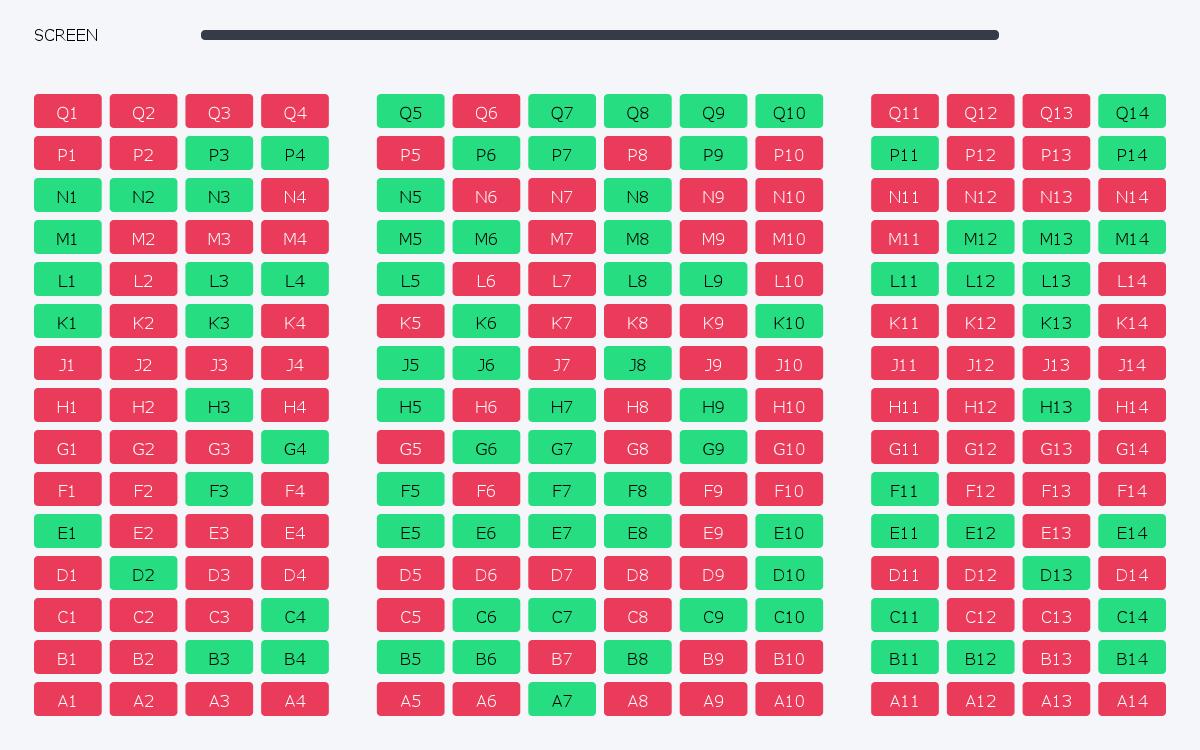 SCREEN
Q1 Q2 Q3 Q4 Q5 Q6 Q7 Q8 Q9 Q10 Q11 Q12 Q13 Q14
P1 P2 P3 P4 P5 P6 P7 P8 P9 P10 P11 P12 P13 P14
N1 N2 N3 N4 N5 N6 N7 N8 N9 N10 N11 N12 N13 N14
M1 M2 M3 M4 M5 M6 M7 M8 M9 M10 M11 M12 M13 M14
L1 L2 L3 L4 L5 L6 L7 L8 L9 L10 L11 L12 L13 L14
K1 K2 K3 K4 K5 K6 K7 K8 K9 K10 K11 K12 K13 K14
J1 J2 J3 J4 J5 J6 J7 J8 J9 J10 J11 J12 J13 J14
H1 H2 H3 H4 H5 H6 H7 H8 H9 H10 H11 H12 H13 H14
G1 G2 G3 G4 G5 G6 G7 G8 G9 G10 G11 G12 G13 G14
F1 F2 F3 F4 F5 F6 F7 F8 F9 F10 F11 F12 F13 F14
E1 E2 E3 E4 E5 E6 E7 E8 E9 E10 E11 E12 E13 E14
D1 D2 D3 D4 D5 D6 D7 D8 D9 D10 D11 D12 D13 D14
C1 C2 C3 C4 C5 C6 C7 C8 C9 C10 C11 C12 C13 C14
B1 B2 B3 B4 B5 B6 B7 B8 B9 B10 B11 B12 B13 B14
A1 A2 A3 A4 A5 A6 A7 A8 A9 A10 A11 A12 A13 A14